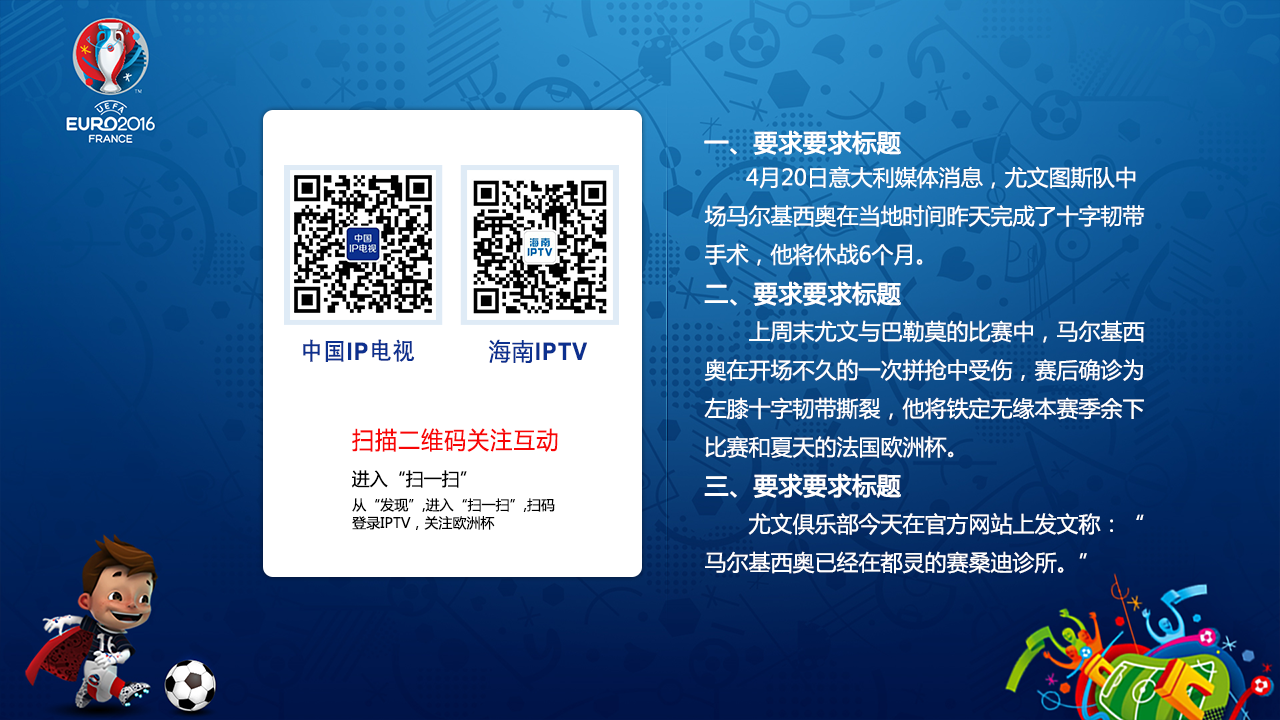 UEFA
EURO2016
FRANCE
中国
IP电视
海南
IPTV
中国IP电视
海南IPTV
扫描二维码关注互动
进入“扫一扫”
从“发现”,进入“扫一扫”,扫码
登录IPTV，关注欧洲杯
一、要求要求标题
4月20日意大利媒体消息，尤文图斯队中
场马尔基西奥在当地时间昨天完成了十字韧带
手术，他将休战6个月。
二、要求要求标题
上周末尤文与巴勒莫的比赛中，马尔基西
奥在开场不久的一次拼抢中受伤，赛后确诊为
左膝十字韧带撕裂，他将铁定无缘本赛季余下
比赛和夏天的法国欧洲杯。
三、要求要求标题
尤文俱乐部今天在官方网站上发文称：“
马尔基西奥已经在都灵的赛桑迪诊所。”
16